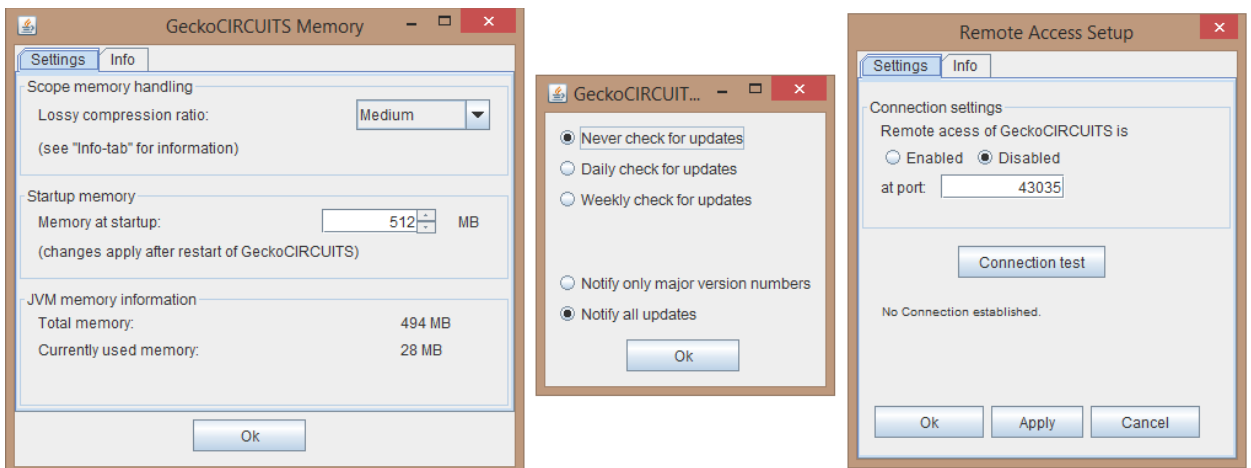 GeckoCIRCUITS Memory
Settings Info
Scope memory handling
Lossy compression ratio: Medium
(see "Info-tab" for information)
Startup memory
Memory at startup: 512 MB
(changes apply after restart of GeckoCIRCUITS)
JVM memory information
Total memory: 494 MB
Currently used memory: 28 MB
Ok
GeckoCIRCUIT...
Never check for updates
Daily check for updates
Weekly check for updates
Notify only major version numbers
Notify all updates
Ok
Remote Access Setup
Settings Info
Connection settings
Remote acess of GeckoCIRCUITS is
Enabled Disabled
at port: 43035
Connection test
No Connection established.
Ok Apply Cancel